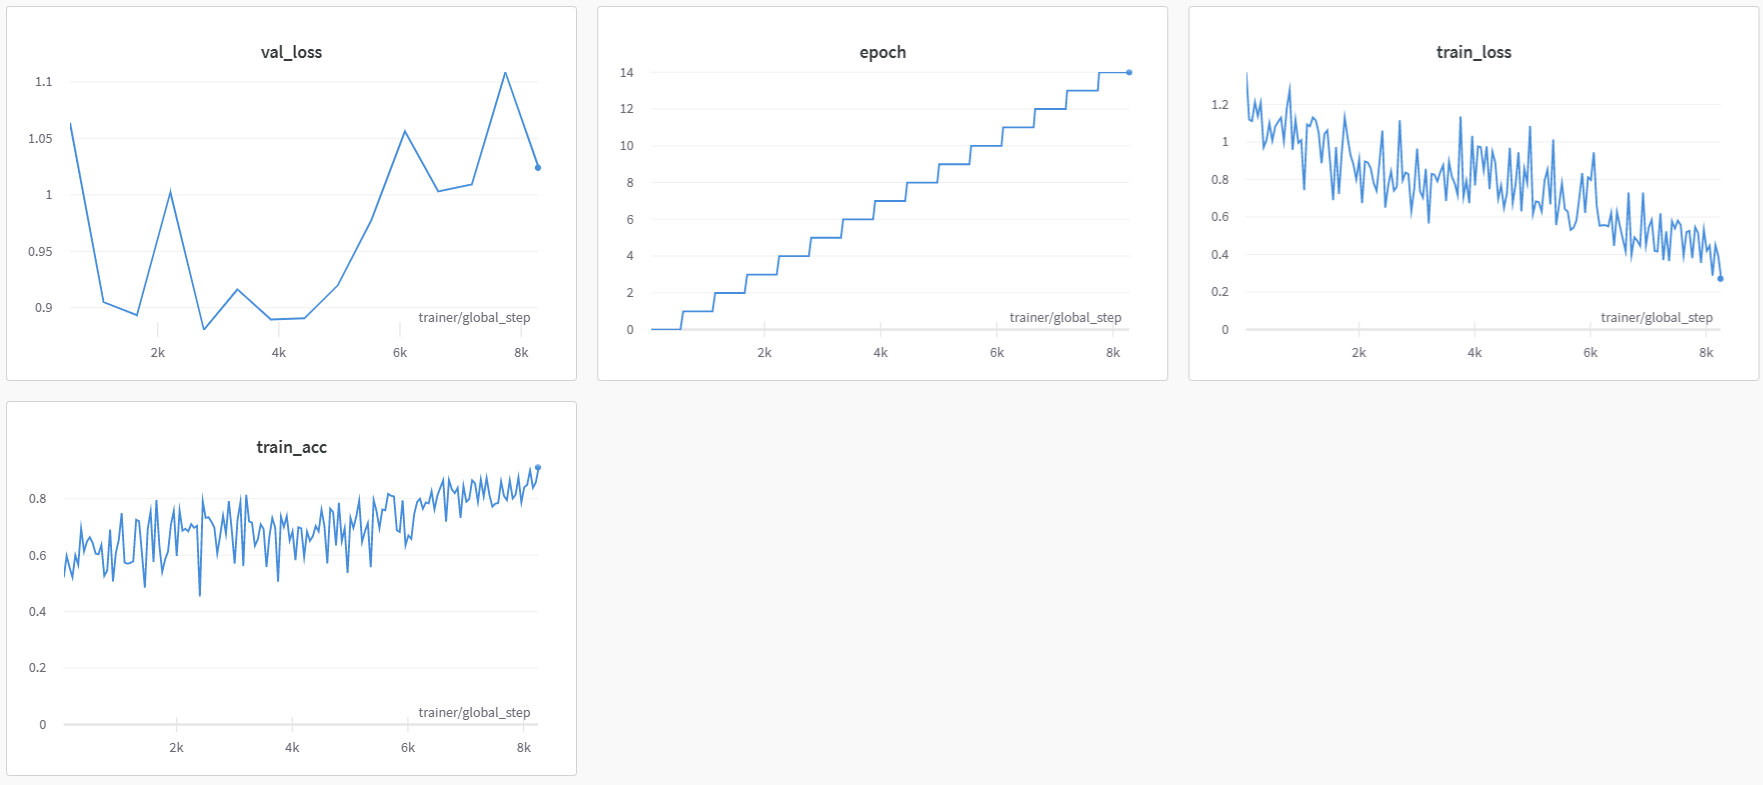 val_loss
1.1
1.05
1
0.95
0.9
trainer/global_step
2k 4k 6k 8k
epoch
14
12
10
8
6
4
2
0
trainer/global_step
2k 4k 6k 8k
train_loss
1.2
1
0.8
0.6
0.4
0.2
0
trainer/global_step
2k 4k 6k 8k
train_acc
0.8
0.6
0.4
0.2
0
trainer/global_step
2k 4k 6k 8k